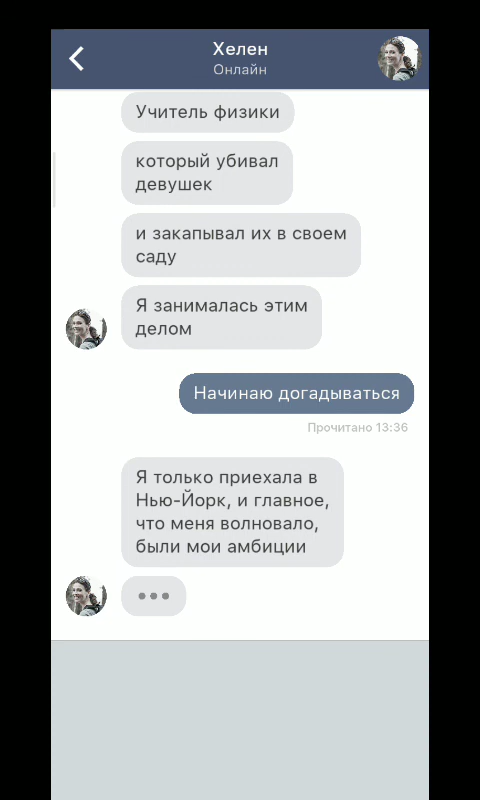 Хелен
Онлайн
Учитель физики
который убивал
девушек
и закапывал их в своем
саду
Я занималась этим
делом
Начинаю догадываться
Прочитано 13:36
Я только приехала в
Нью-Йорк, и главное,
что меня волновало,
были мои амбиции